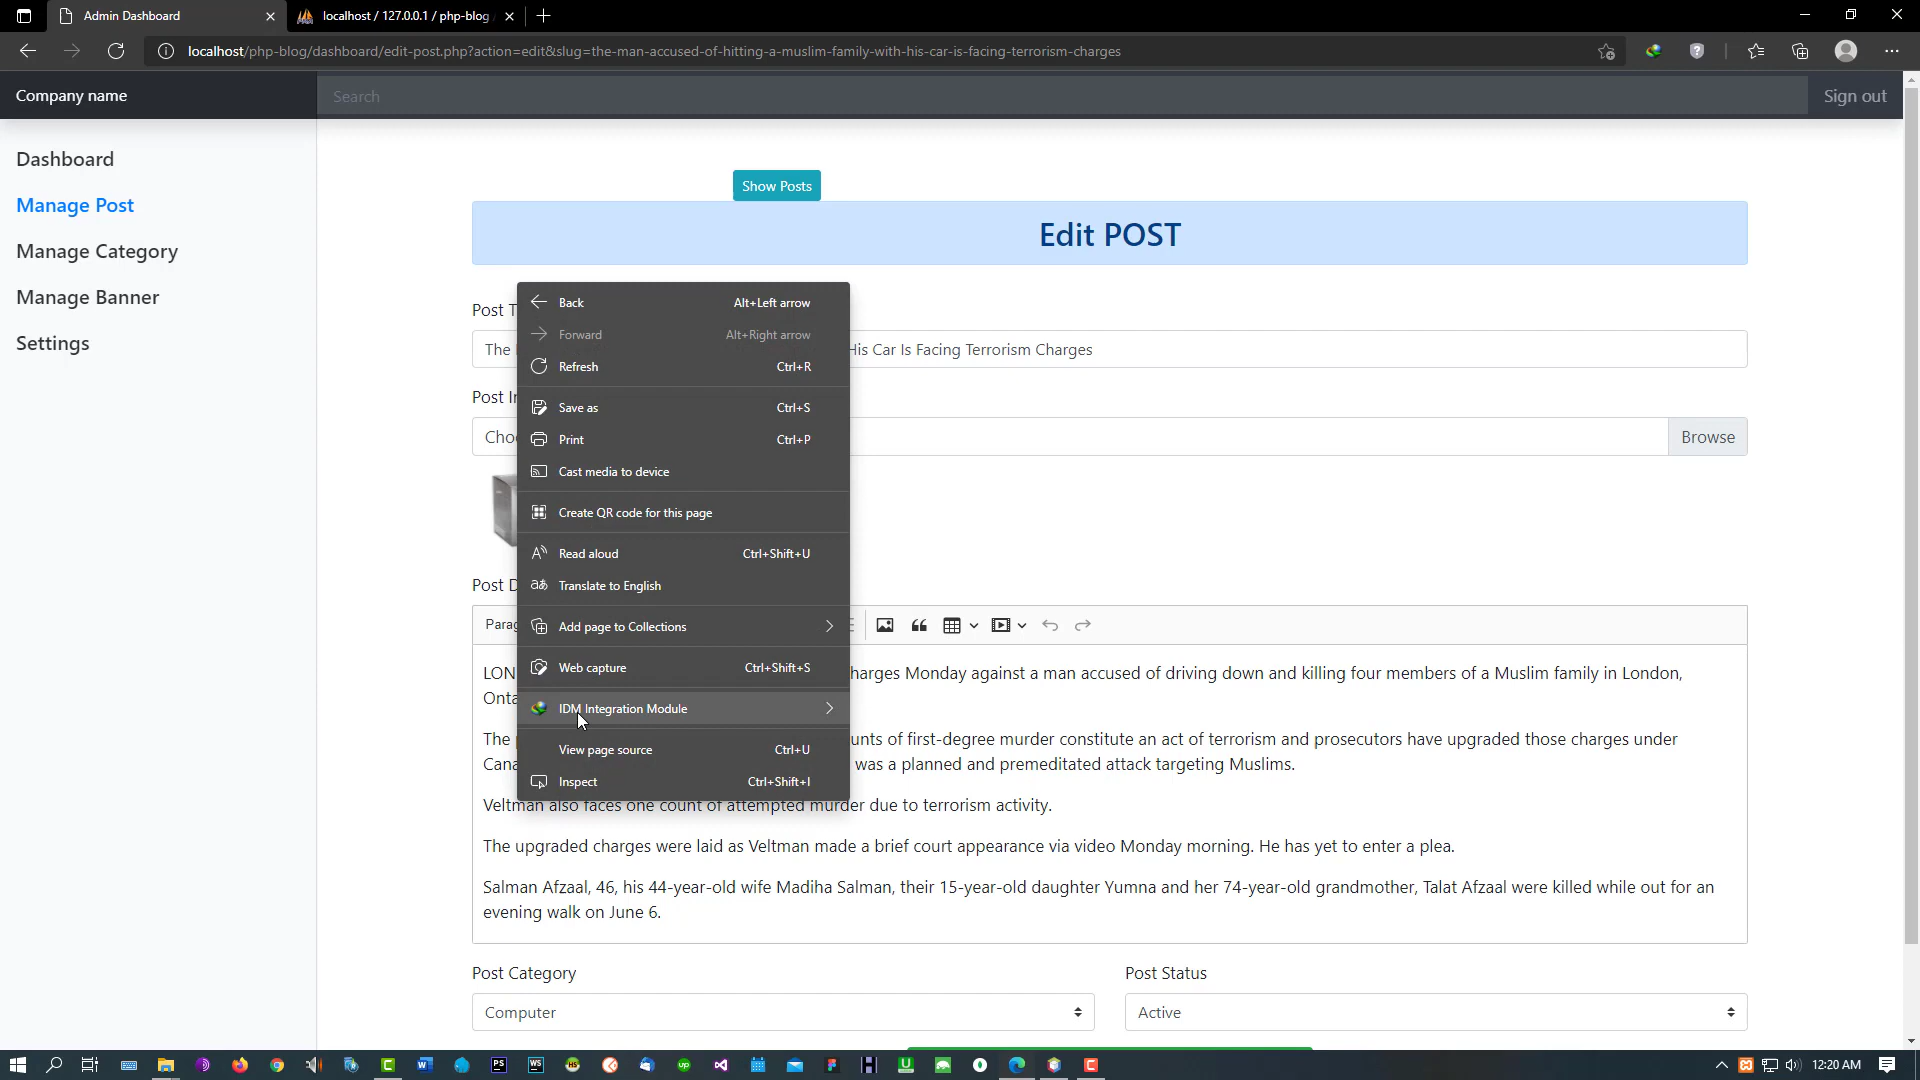 Admin Dashboard
localhost / 127.0.0.1 / php-blog
localhost/php-blog/dashboard/edit-post.php?action=edit&slug=the-man-accused-of-hitting-a-muslim-family-with-his-car-is-facing-terrorism-charges
Company name
Search
Sign out
Dashboard
Manage Post
Manage Category
Manage Banner
Settings
Show Posts
Edit POST
Post T
The
His Car Is Facing Terrorism Charges
Post I
Choo
Browse
Back Alt+Left arrow
Forward Alt+Right arrow
Refresh Ctrl+R
Save as Ctrl+S
Print Ctrl+P
Cast media to device
Create QR code for this page
Read aloud Ctrl+Shift+U
Translate to English
Add page to Collections
Web capture Ctrl+Shift+S
IDM Integration Module
View page source Ctrl+U
Inspect Ctrl+Shift+I
Post D
Parag
LON harges Monday against a man accused of driving down and killing four members of a Muslim family in London,
Onta
The unts of first-degree murder constitute an act of terrorism and prosecutors have upgraded those charges under
Cana was a planned and premeditated attack targeting Muslims.
Veltman also faces one count of attempted murder due to terrorism activity.
The upgraded charges were laid as Veltman made a brief court appearance via video Monday morning. He has yet to enter a plea.
Salman Afzaal, 46, his 44-year-old wife Madiha Salman, their 15-year-old daughter Yumna and her 74-year-old grandmother, Talat Afzaal were killed while out for an
evening walk on June 6.
Post Category
Computer
Post Status
Active
12:20 AM